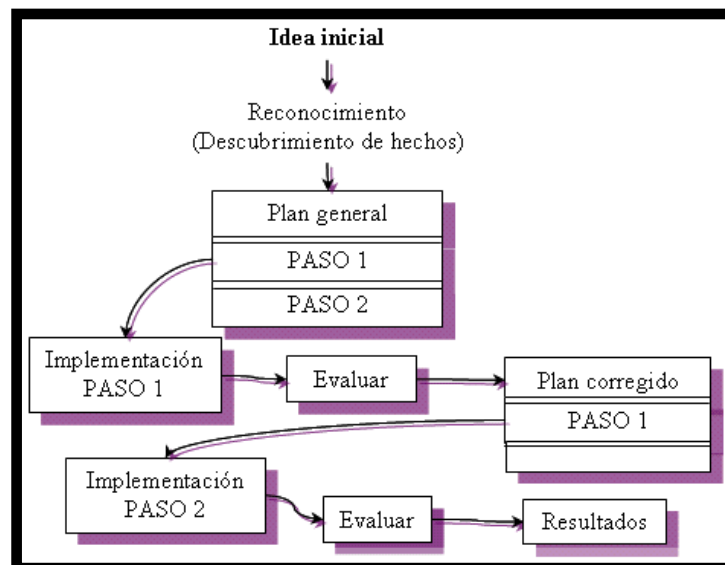 Idea inicial
Reconocimiento
(Descubrimiento de hechos)
Plan general
PASO 1
PASO 2
Implementación
PASO 1
Evaluar
Plan corregido
PASO 1
Implementación
PASO 2
Evaluar
Resultados